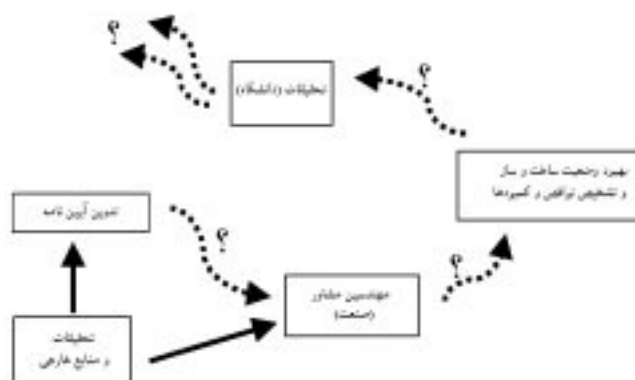 ؟
تحقیقات (دانشگاه)
؟
بهبود وضعیت ساخت و ساز
و تشخیص نواقص و کمبودها
تدوین آیین نامه
؟
؟
مهندسین مشاور
(صنعت)
تحقیقات
و منابع خارجی